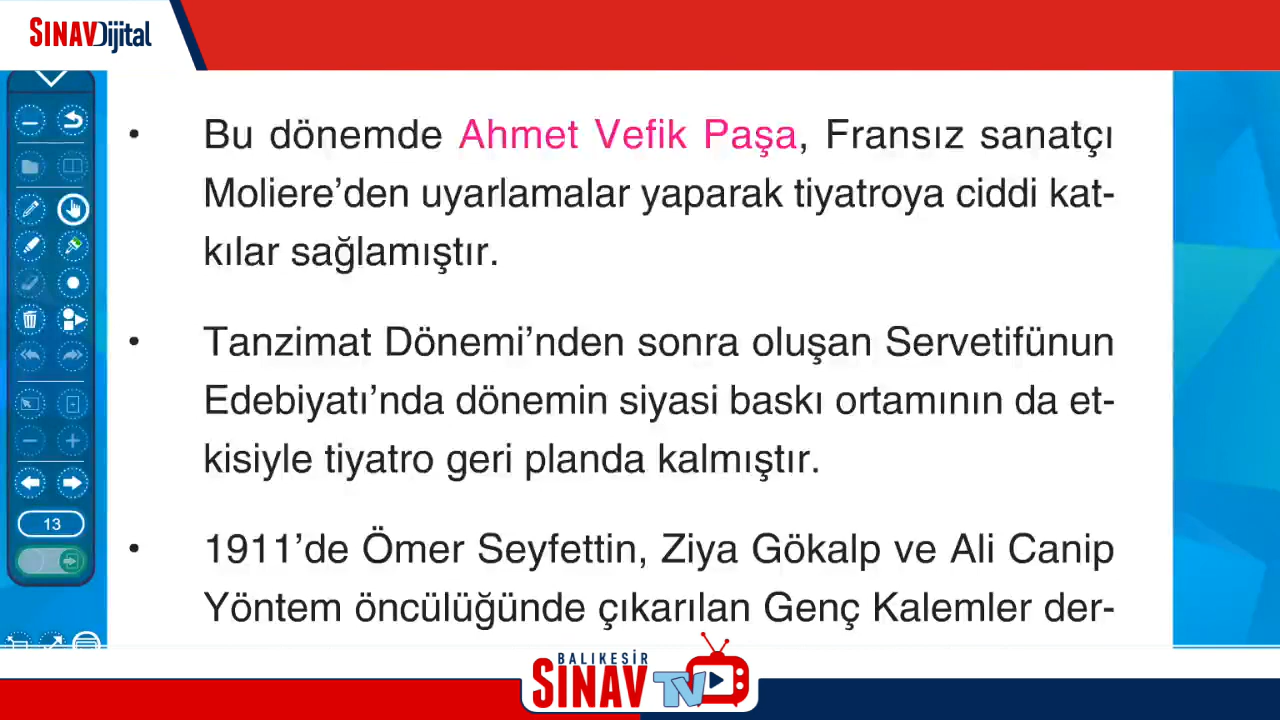 SINAVDijital
• Bu dönemde Ahmet Vefik Paşa, Fransız sanatçı
Moliere’den uyarlamalar yaparak tiyatroya ciddi kat-
kılar sağlamıştır.
• Tanzimat Dönemi’nden sonra oluşan Servetifünun
Edebiyatı’nda dönemin siyasi baskı ortamının da et-
kisiyle tiyatro geri planda kalmıştır.
• 1911’de Ömer Seyfettin, Ziya Gökalp ve Ali Canip
Yöntem öncülüğünde çıkarılan Genç Kalemler der-
13
BALIKESİR
SINAV TV